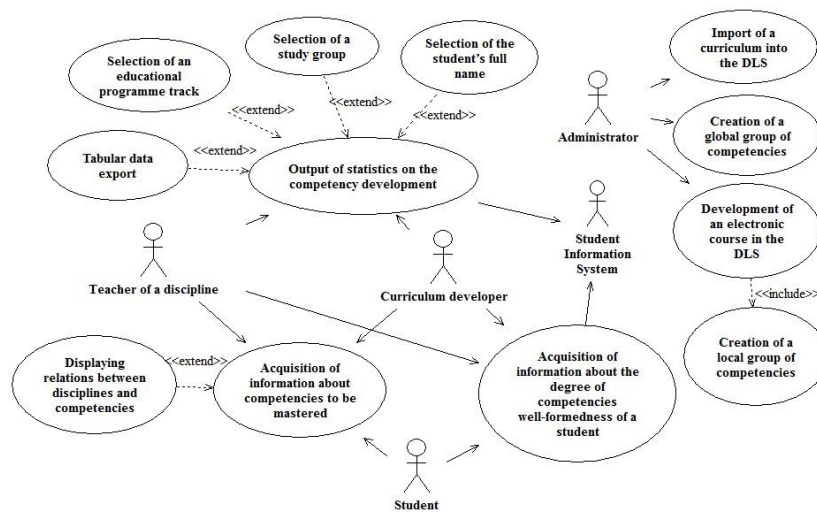 Selection of an
educational
programme track
Selection of a
study group
Selection of the
student's full
name
Import of a
curriculum into
the DLS
<<extend>>
<<extend>>
<<extend>>
Administrator
Creation of a
global group of
competencies
Tabular data
export
<<extend>>
Output of statistics on the
competency development
Student
Information
System
Development of
an electronic
course in the
DLS
Teacher of a discipline
Curriculum developer
<<include>>
Displaying
relations between
disciplines and
competencies
<<extend>>
Acquisition of
information about
competencies to be
mastered
Acquisition of
information about the
degree of
competencies
well-formedness of a
student
Creation of a
local group of
competencies
Student